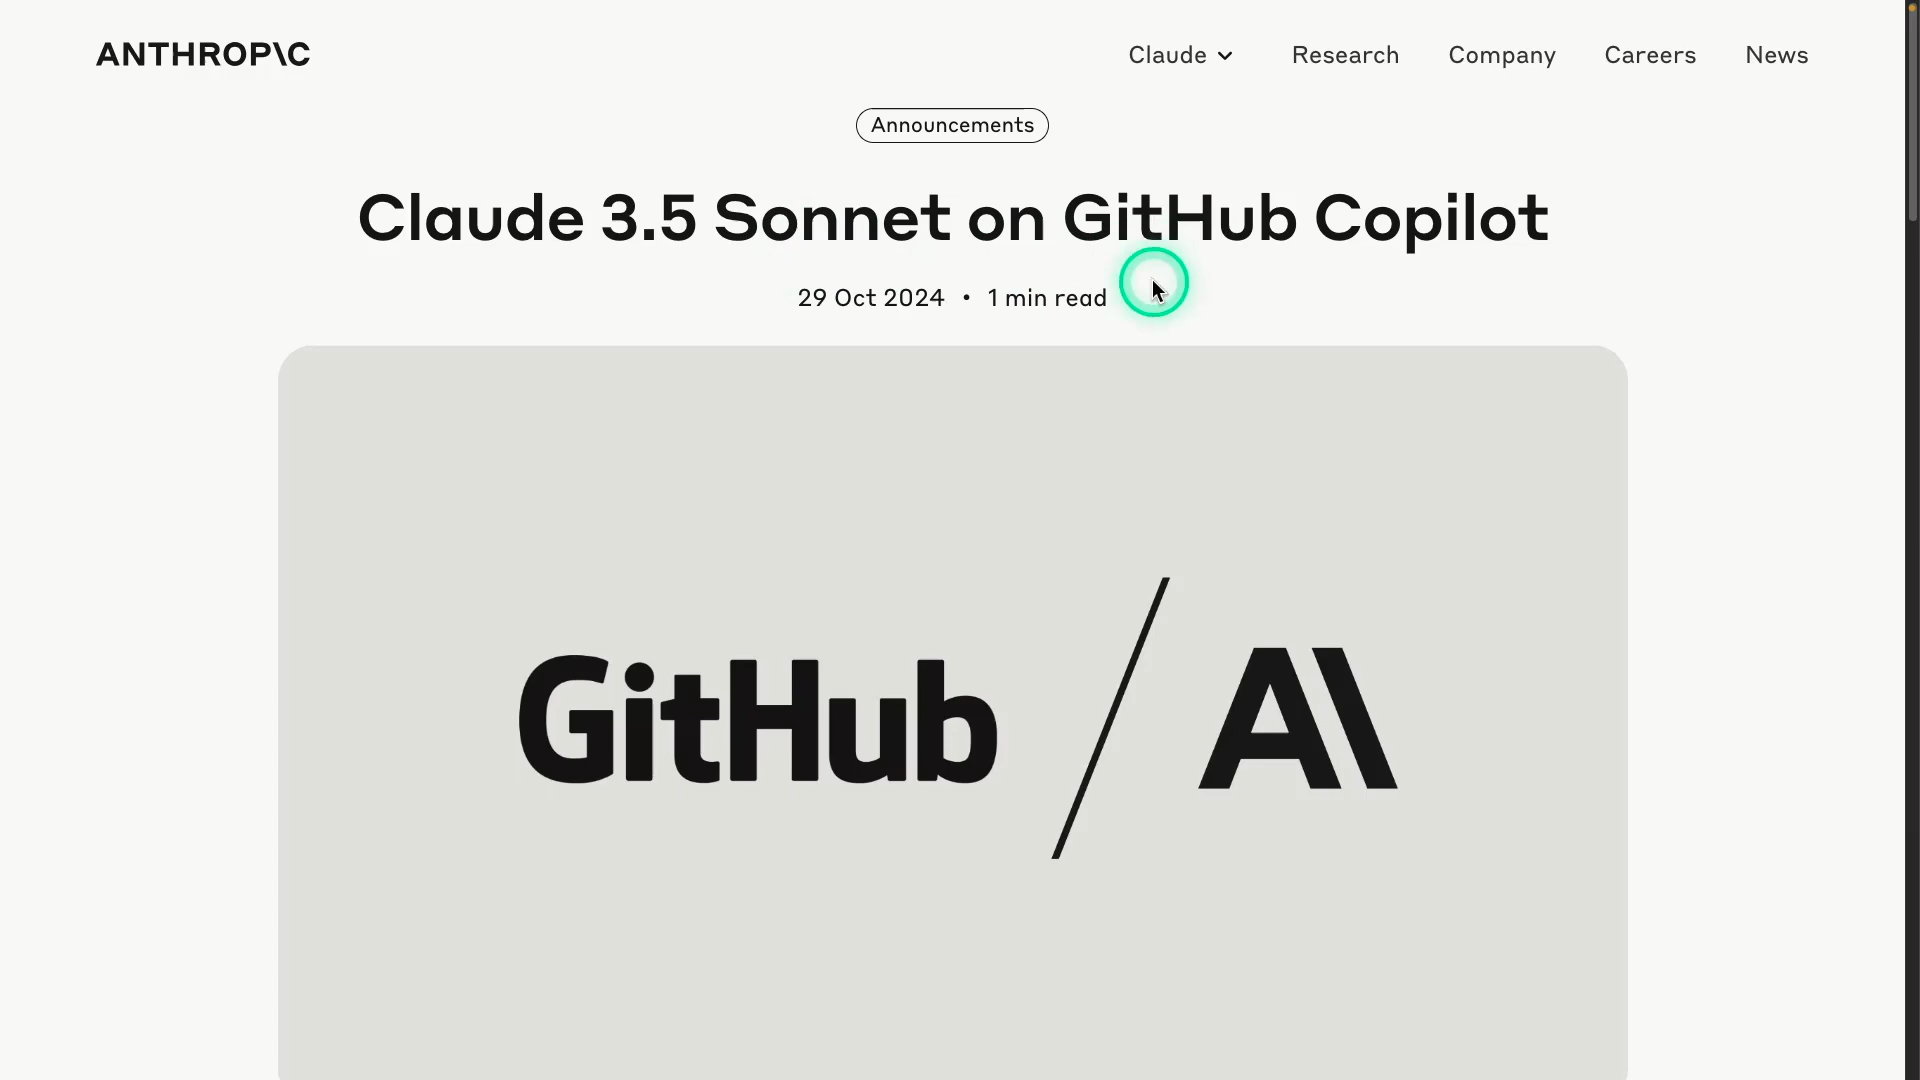 ANTHROP\C
Claude Research Company Careers News
Announcements
Claude 3.5 Sonnet on GitHub Copilot
29 Oct 2024 • 1 min read
GitHub / A\